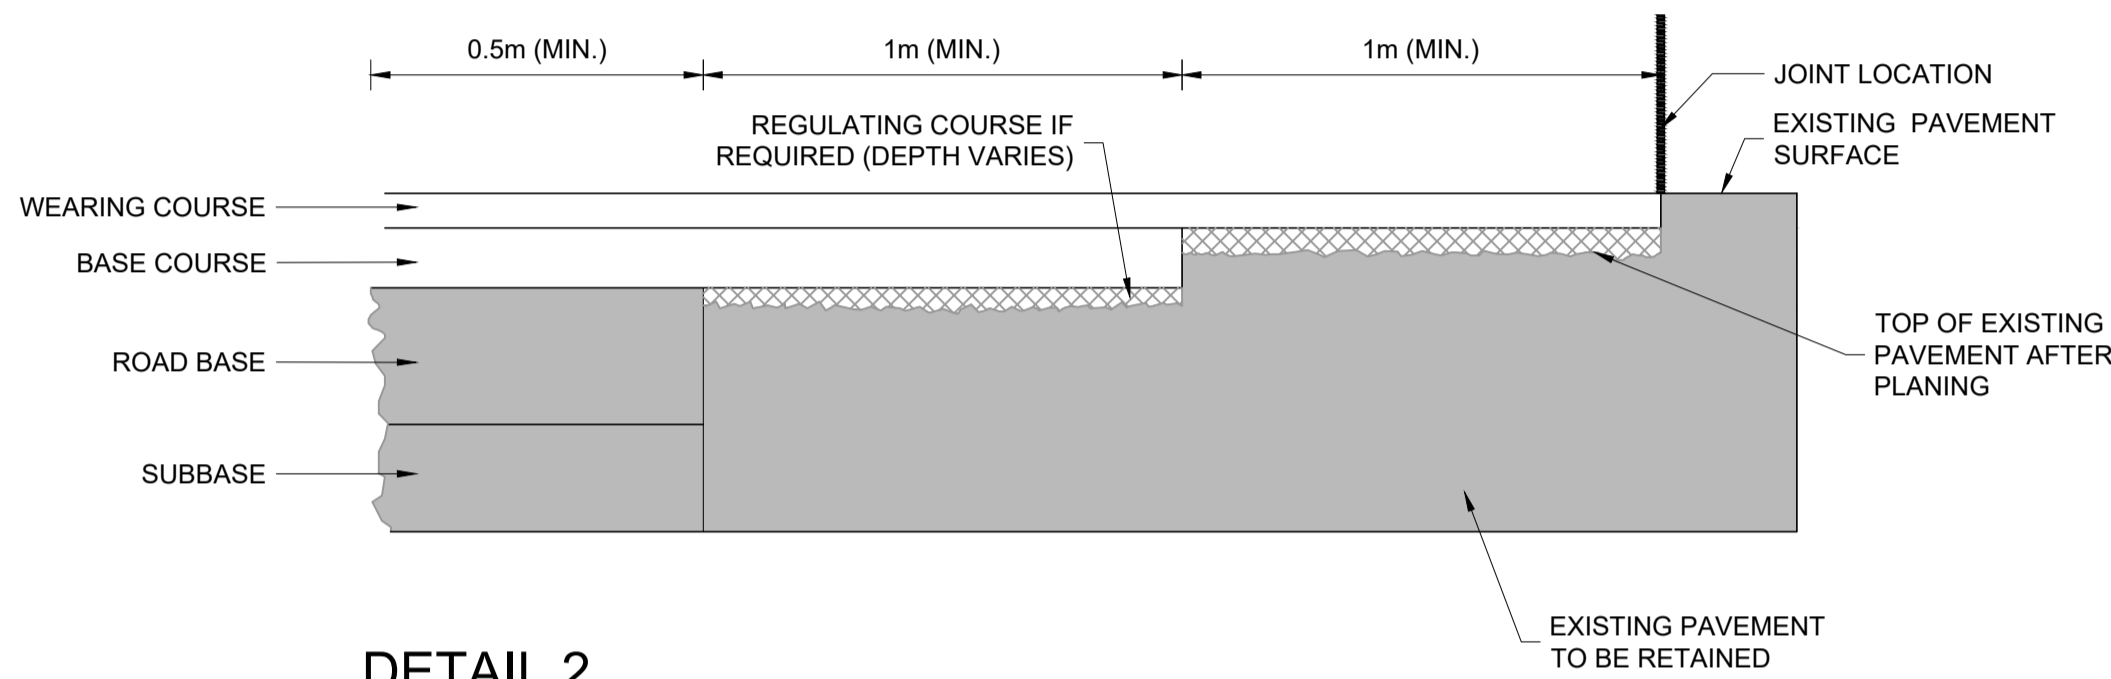 0.5m (MIN.)
1m (MIN.)
1m (MIN.)
JOINT LOCATION
REGULATING COURSE IF
REQUIRED (DEPTH VARIES)
EXISTING PAVEMENT
SURFACE
WEARING COURSE
BASE COURSE
ROAD BASE
SUBBASE
TOP OF EXISTING
PAVEMENT AFTER
PLANING
EXISTING PAVEMENT
TO BE RETAINED
DETAIL 2